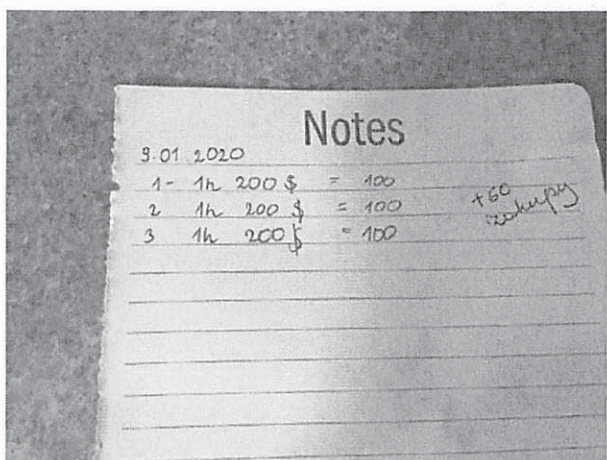 Notes
9.01 2020
1- 1h 200 $ = 100
2 1h 200 $ = 100
3 1h 200 $ = 100
+60
zakupy